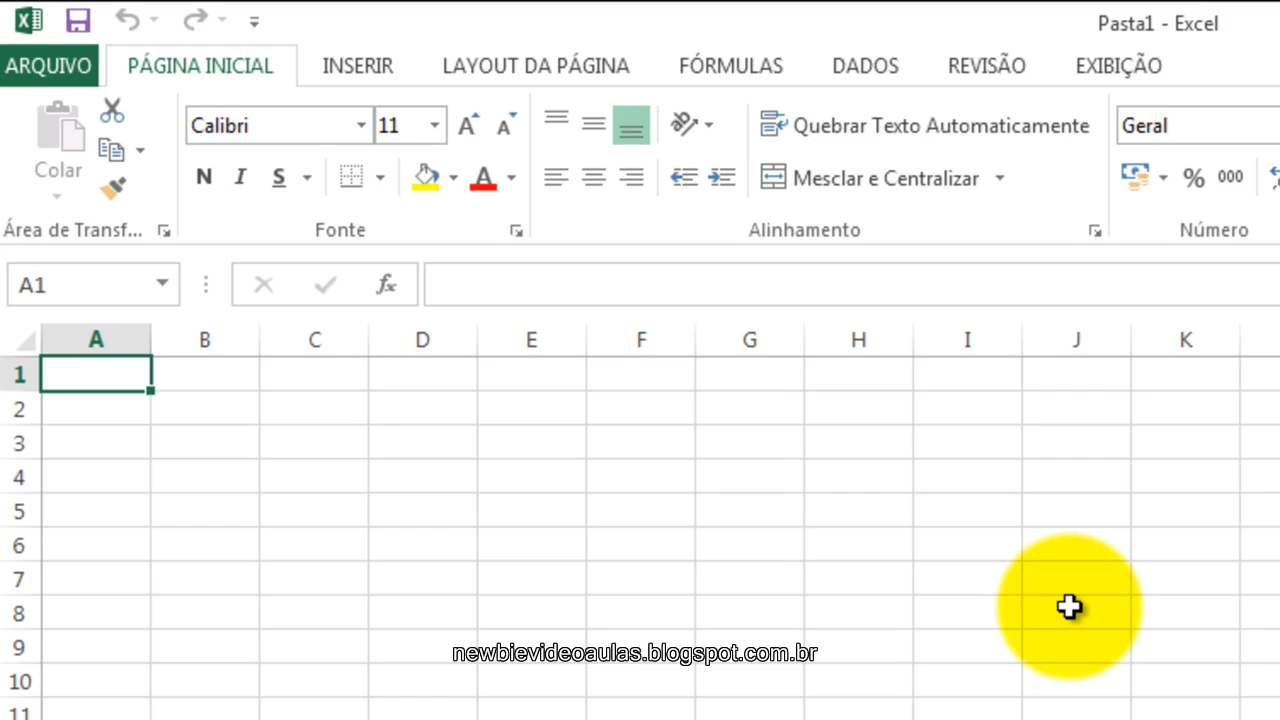 Pasta1 - Excel
ARQUIVO PÁGINA INICIAL INSERIR LAYOUT DA PÁGINA FÓRMULAS DADOS REVISÃO EXIBIÇÃO
Calibri 11 A A Quebrar Texto Automaticamente Geral
Colar N I S A Mesclar e Centralizar % 000
Área de Transf... Fonte Alinhamento Número
A1 fx
A B C D E F G H I J K
1
2
3
4
5
6
7
8
9
newbievideoaulas.blogspot.com.br
10
11